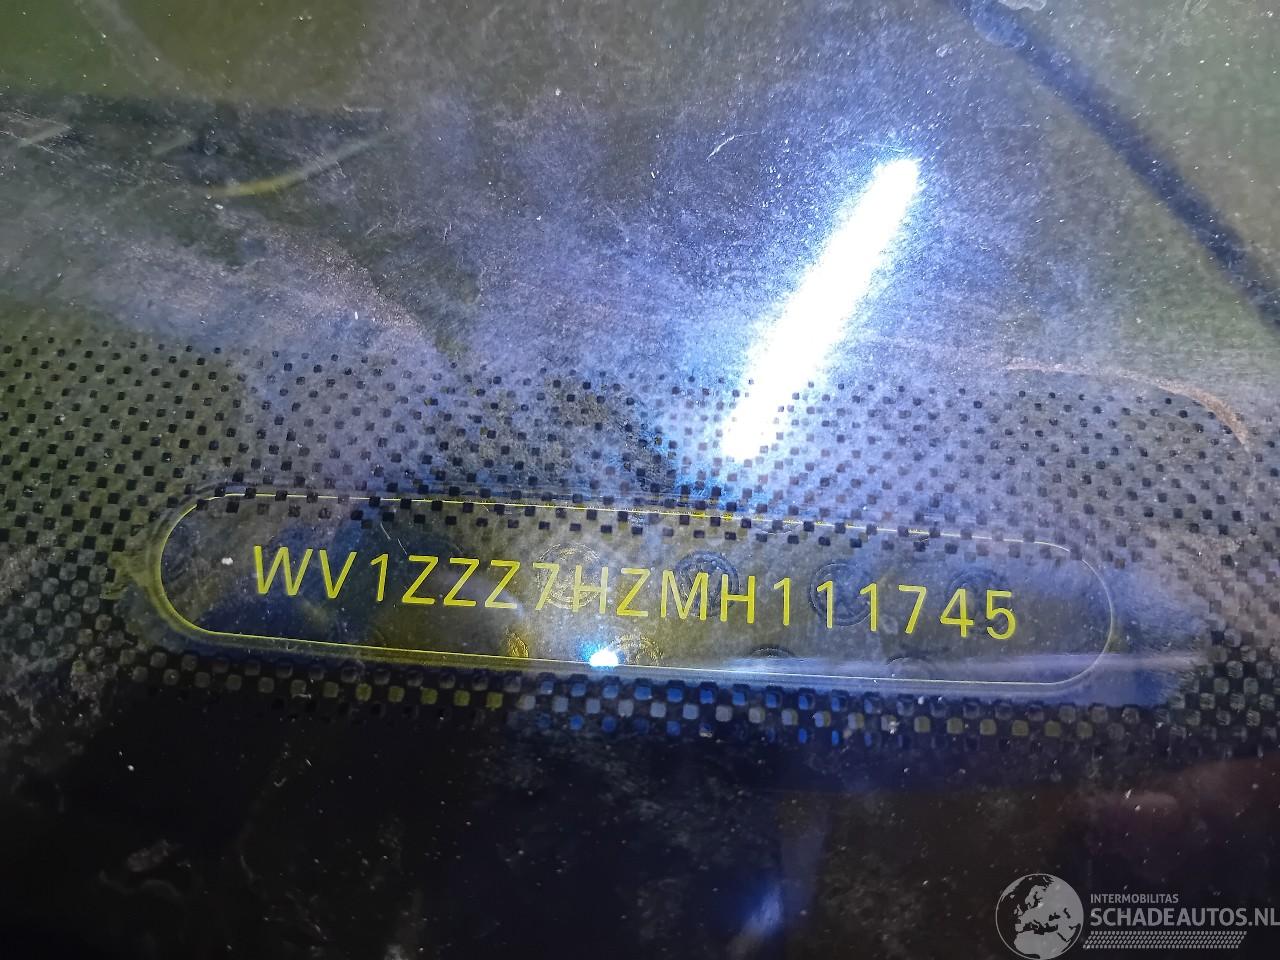 WV1ZZZ7HZMH111745
INTERMOBILITAS
SCHADEAUTOS.NL